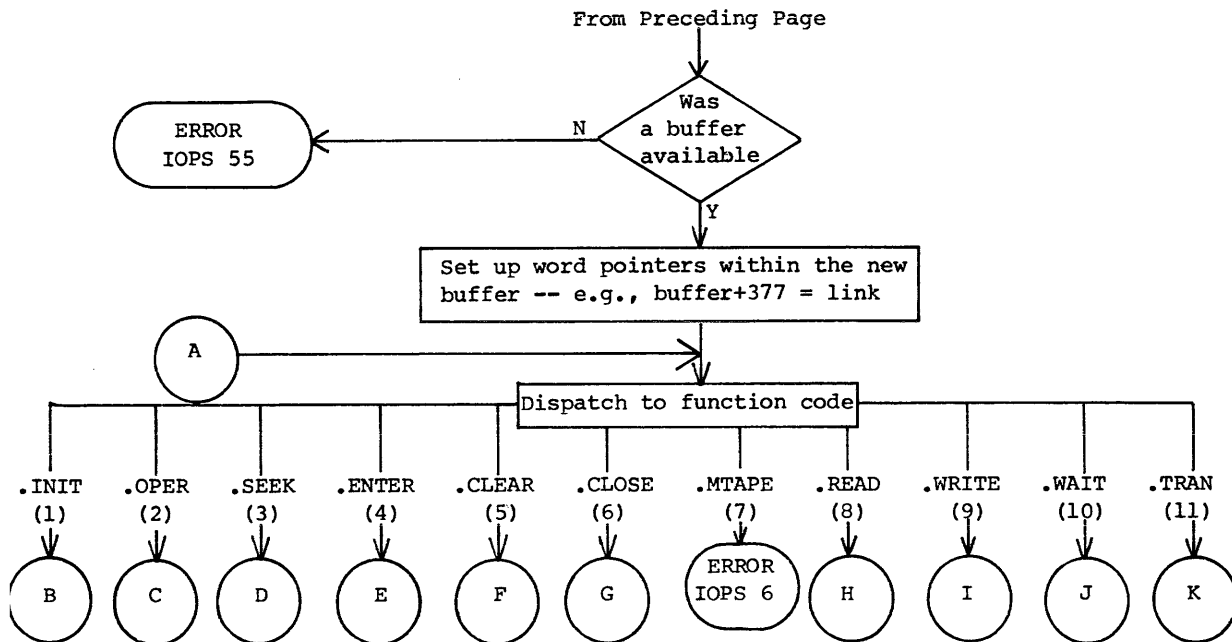 From Preceding Page
Was
a buffer
available
N
ERROR
IOPS 55
Y
Set up word pointers within the new
buffer -- e.g., buffer+377 = link
A
Dispatch to function code
.INIT .OPER .SEEK .ENTER .CLEAR .CLOSE .MTAPE .READ .WRITE .WAIT .TRAN
(1) (2) (3) (4) (5) (6) (7) (8) (9) (10) (11)
B C D E F G ERROR IOPS 6 H I J K